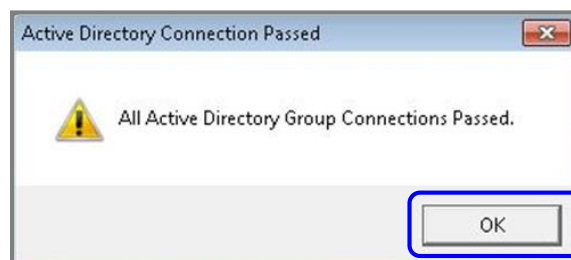 Active Directory Connection Passed
All Active Directory Group Connections Passed.
OK